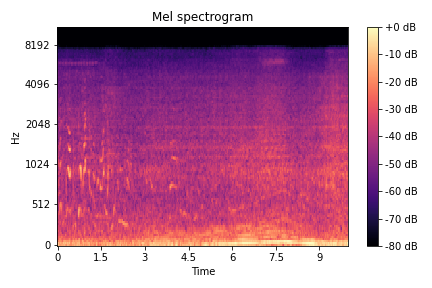 Mel spectrogram
+0 dB
8192
-10 dB
4096
-20 dB
-30 dB
2048
Hz
-40 dB
1024
-50 dB
512
-60 dB
-70 dB
0
-80 dB
0 1.5 3 4.5 6 7.5 9
Time